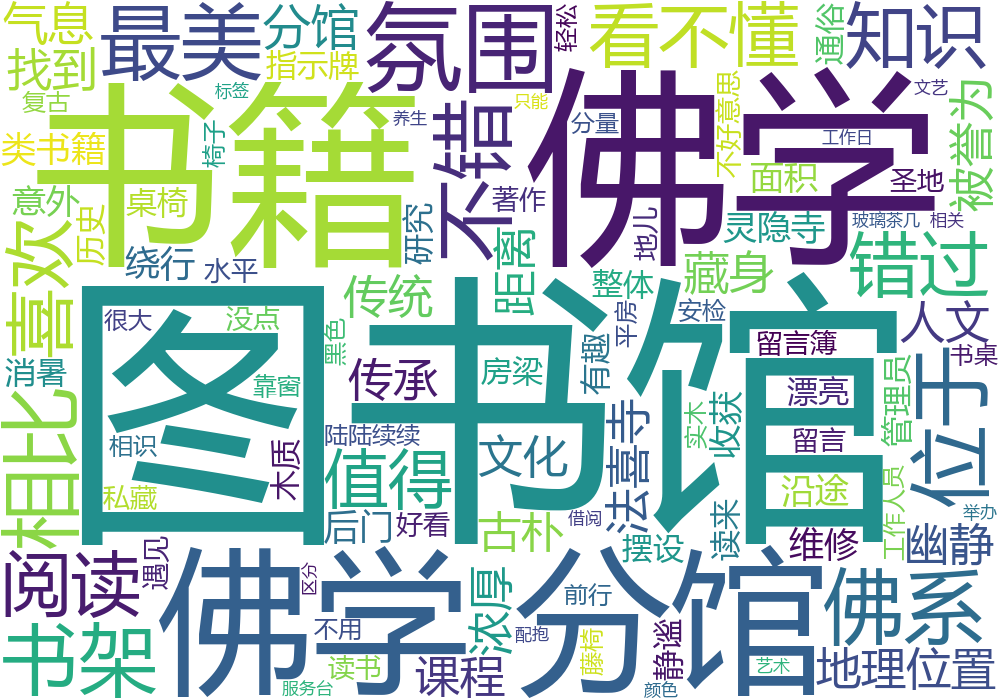 气息
最美
分馆
氛围
轻松
看不懂
通俗
知识
找到
指示牌
复古
标签
书籍
养生
不错
只能
佛学
分量
不好意思
文艺
工作日
被誉为
类书籍
椅子
面积
圣地
意外
桌椅
著作
历史
研究
地儿
灵隐寺
玻璃茶几
相关
喜欢
绕行
水平
距离
整体
藏身
错过
传统
很大
没点
黑色
平房
安检
人文
图书馆
留言簿
书桌
消暑
靠窗
传承
房梁
有趣
漂亮
位于
相比
相识
木质
陆陆续续
文化
法喜寺
实木
收获
留言
管理员
私藏
值得
沿途
后门
好看
古朴
借阅
读来
工作人员
举办
阅读
遇见
摆设
维修
幽静
佛学分馆
区分
浓厚
前行
佛系
书架
不用
配抱
藤椅
静谧
读书
课程
艺术
地理位置
服务台
颜色